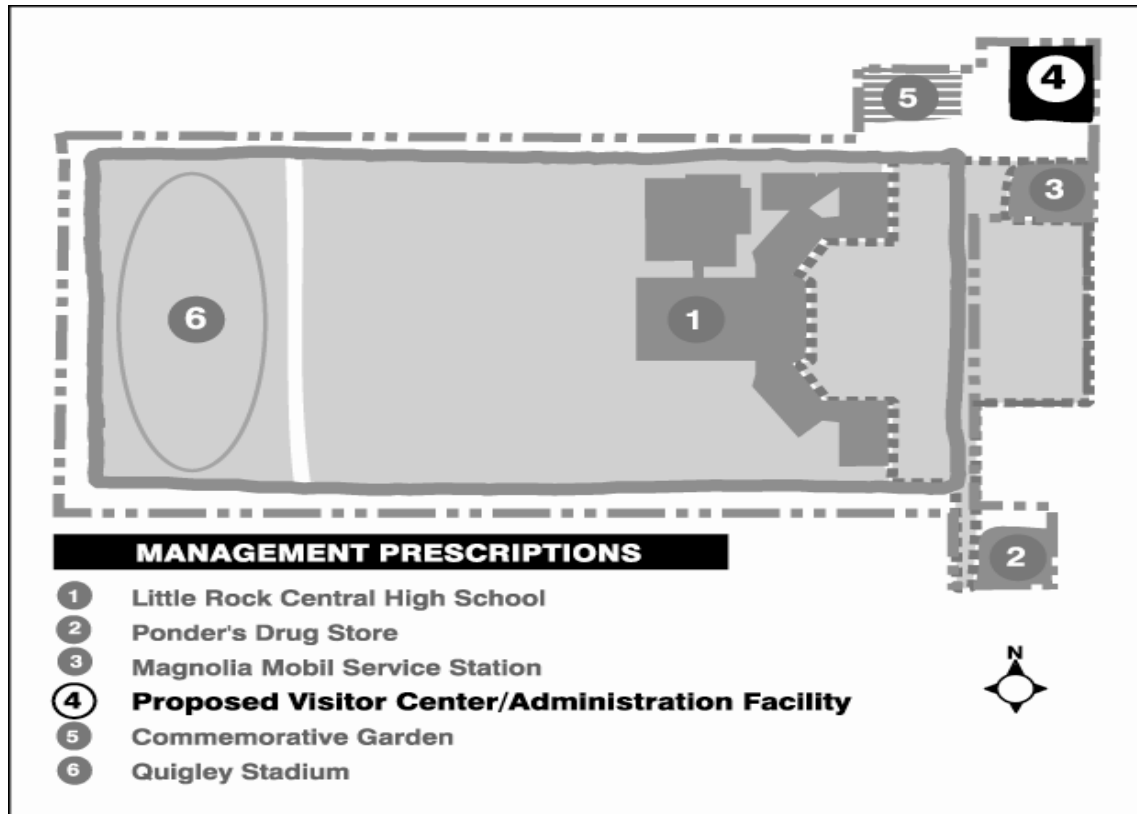 4
5
3
6
1
2
MANAGEMENT PRESCRIPTIONS
1 Little Rock Central High School
2 Ponder's Drug Store
3 Magnolia Mobil Service Station
4 Proposed Visitor Center/Administration Facility
5 Commemorative Garden
6 Quigley Stadium
N